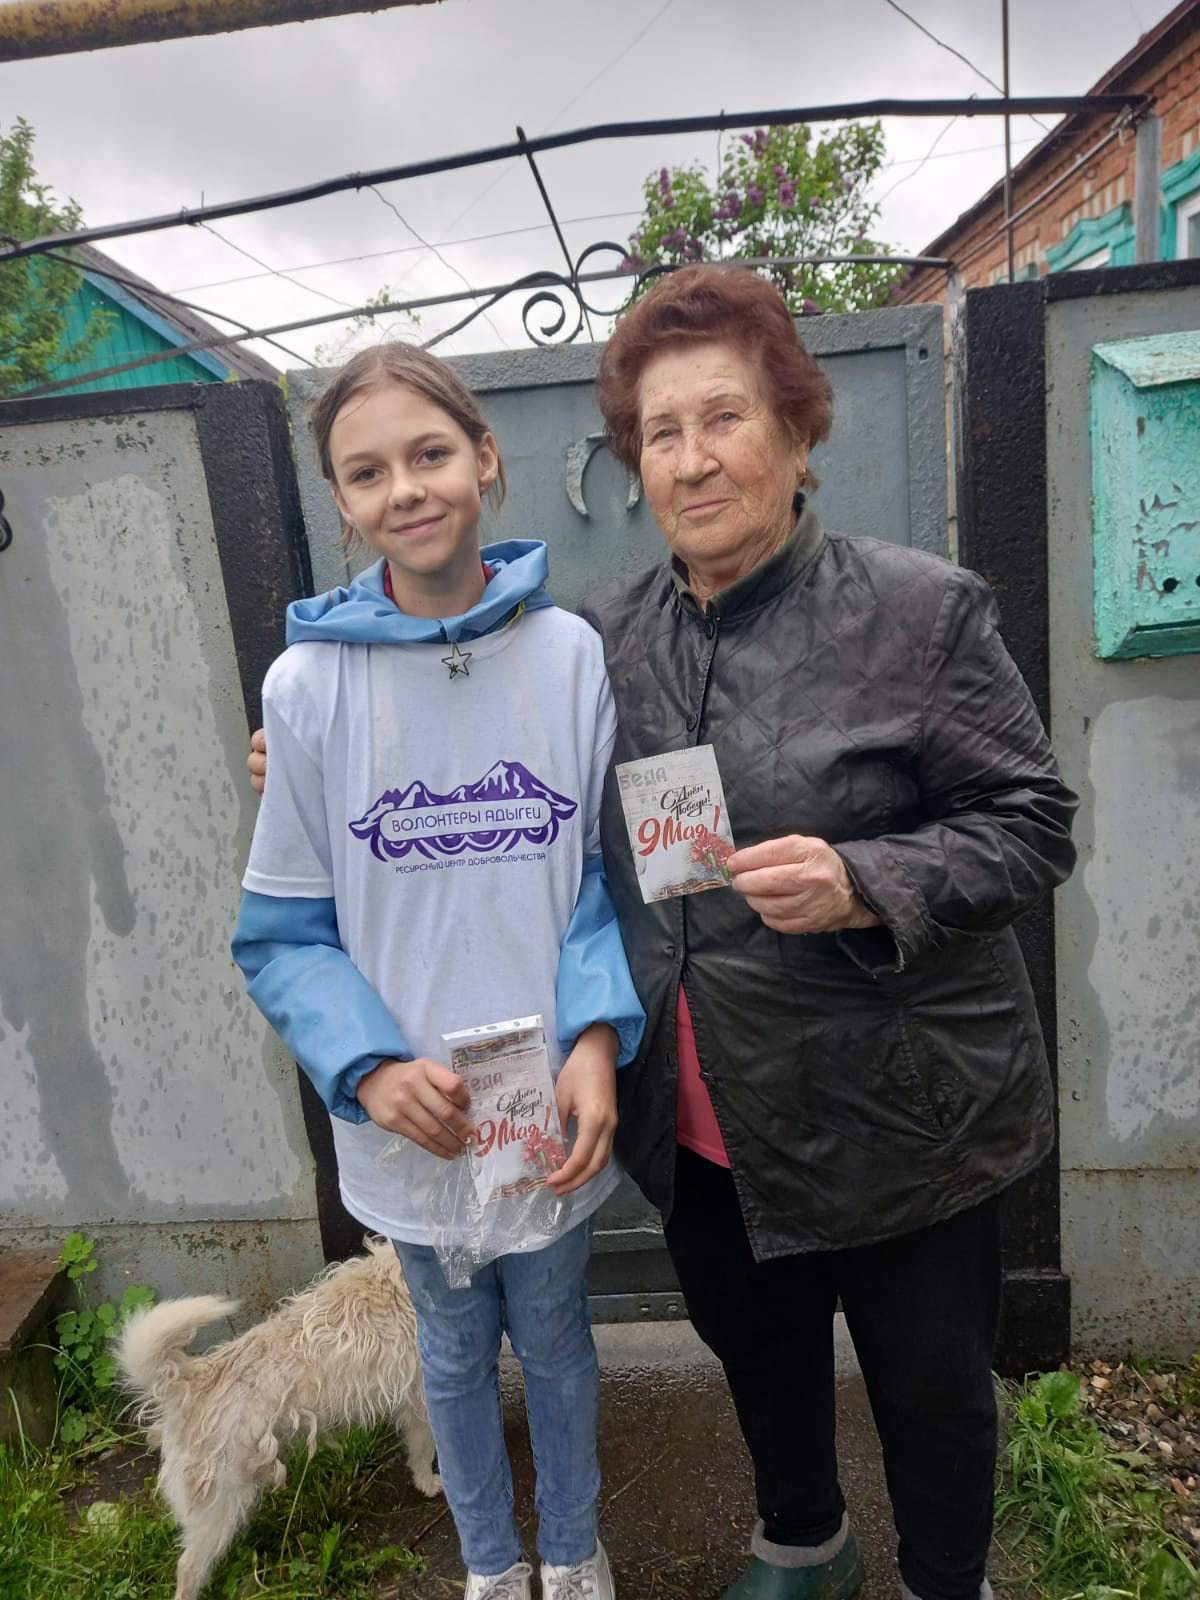 ВОЛОНТЕРЫ АДЫГЕИ
РЕСУРСНЫЙ ЦЕНТР ДОБРОВОЛЬЧЕСТВА
беда
С Днём
Победы!
9 Мая!
беда
С Днём
Победы!
9 Мая!